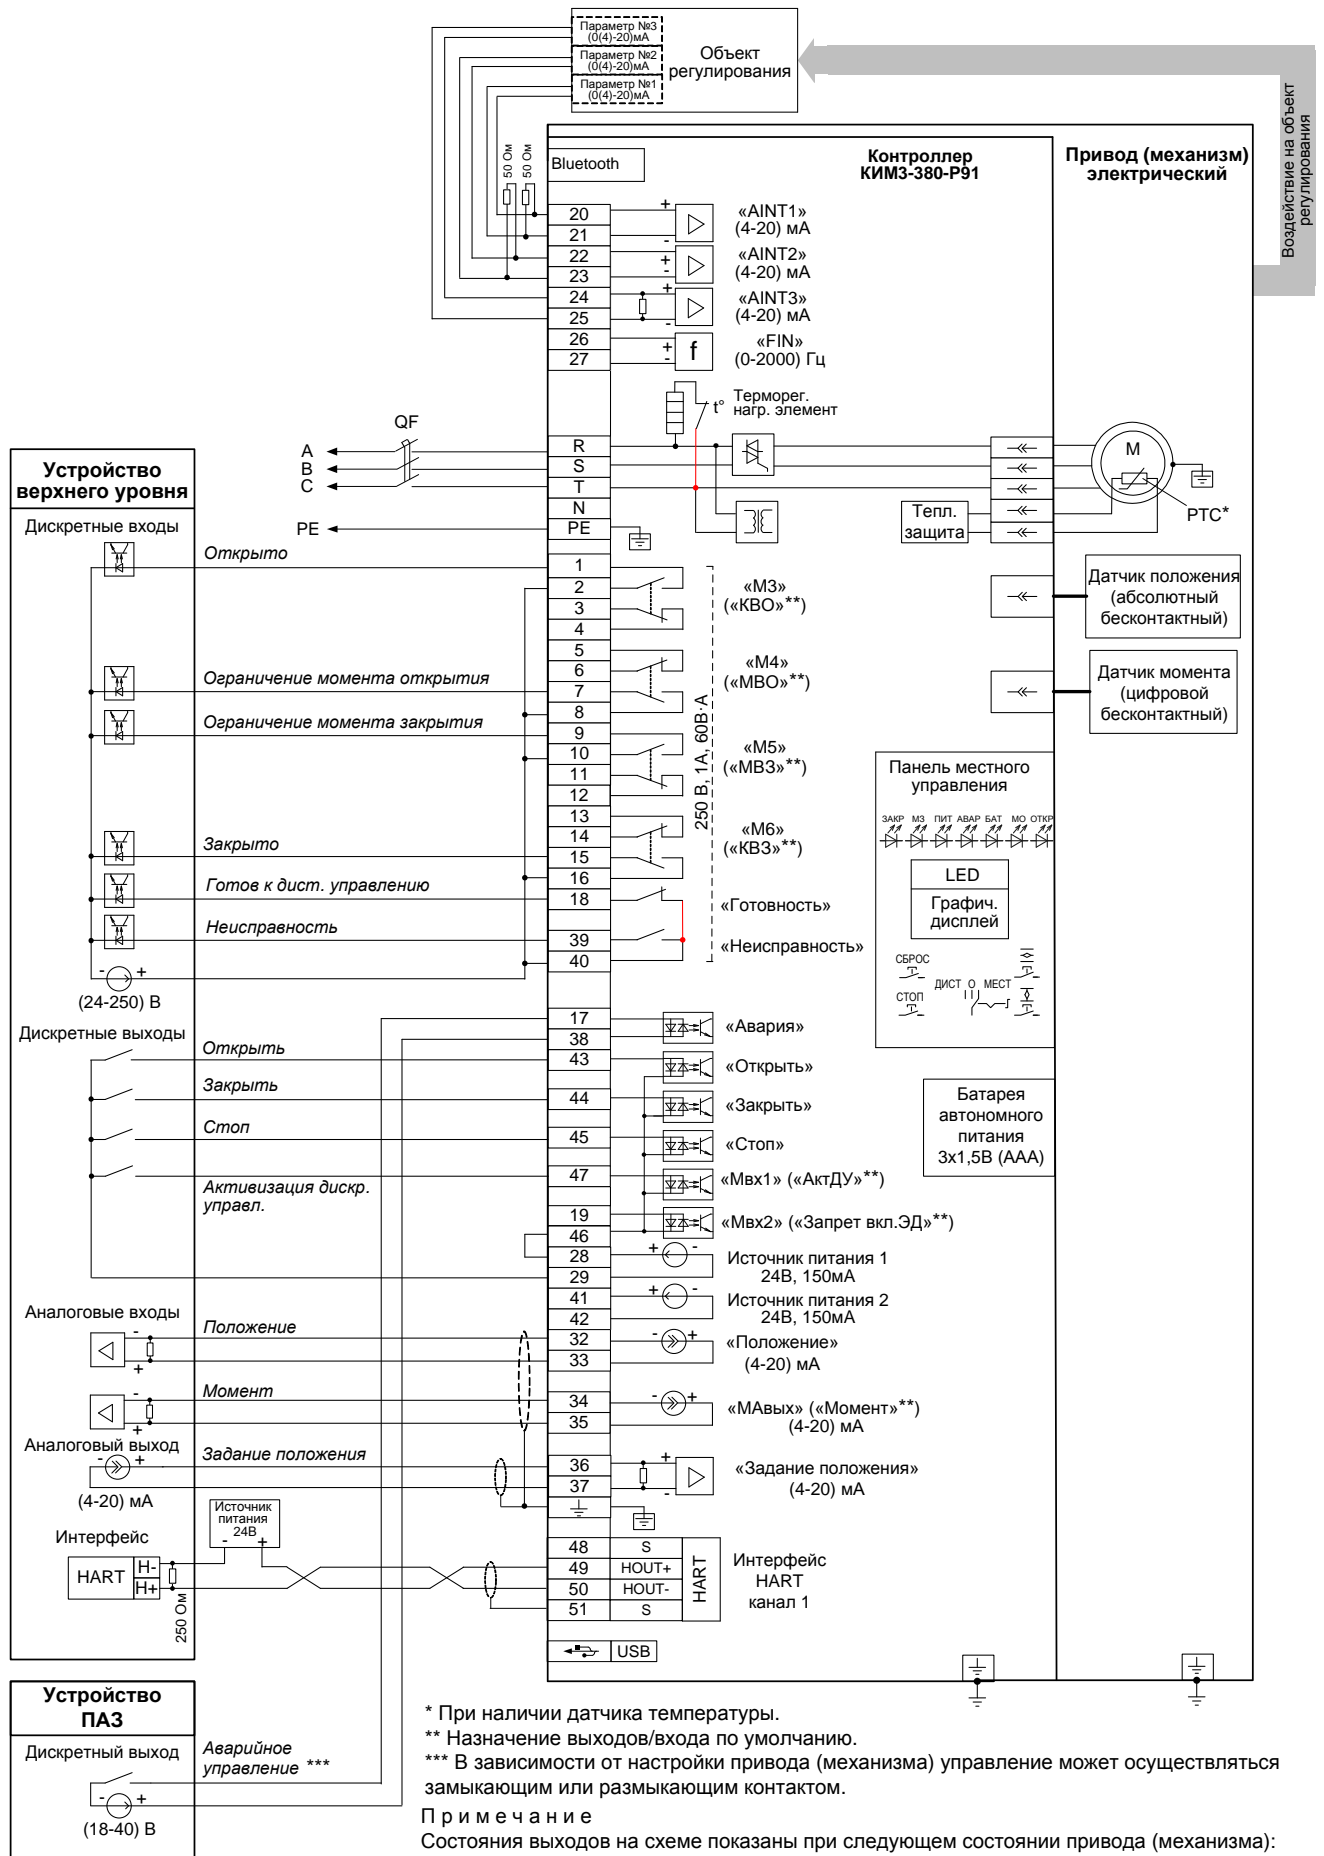 Параметр №3
(0(4)-20)мА
Параметр №2
(0(4)-20)мА
Параметр №1
(0(4)-20)мА
Объект
регулирования
Воздействие на объект
регулирования
50 Ом
50 Ом
Bluetooth
Контроллер
КИМ3-380-Р91
Привод (механизм)
электрический
20
21
22
23
24
25
26
27
+
-
«AINT1»
(4-20) мА
+
-
«AINT2»
(4-20) мА
+
-
«AINT3»
(4-20) мА
+
-
f
«FIN»
(0-2000) Гц
t°
Терморег.
нагр. элемент
QF
A
B
C
PE
R
S
T
N
PE
Тепл.
защита
M
PTC*
Датчик положения
(абсолютный
бесконтактный)
Датчик момента
(цифровой
бесконтактный)
Устройство
верхнего уровня
Дискретные входы
Открыто
Ограничение момента открытия
Ограничение момента закрытия
Закрыто
Готов к дист. управлению
Неисправность
- +
(24-250) В
1
2
3
4
5
6
7
8
9
10
11
12
13
14
15
16
18
39
40
«М3»
(«КВО»**)
«М4»
(«МВО»**)
«М5»
(«МВЗ»**)
«М6»
(«КВЗ»**)
250 В, 1А, 60В·А
«Готовность»
«Неисправность»
Панель местного
управления
ЗАКР МЗ ПИТ АВАР БАТ МО ОТКР
LED
Графич.
дисплей
СБРОС
СТОП
ДИСТ О МЕСТ
Батарея
автономного
питания
3х1,5В (ААА)
Дискретные выходы
Открыть
Закрыть
Стоп
Активизация дискр.
управл.
17
38
43
44
45
47
19
46
28
29
41
42
32
33
34
35
36
37
«Авария»
«Открыть»
«Закрыть»
«Стоп»
«Мвх1» («АктДУ»**)
«Мвх2» («Запрет вкл.ЭД»**)
+ -
Источник питания 1
24В, 150мА
+ -
Источник питания 2
24В, 150мА
- +
«Положение»
(4-20) мА
- +
«МАвых» («Момент»**)
(4-20) мА
+
-
«Задание положения»
(4-20) мА
Аналоговые входы
-
+
Положение
-
+
Момент
Аналоговый выход
- +
Задание положения
(4-20) мА
Источник
питания
24В
- +
Интерфейс
HART
H-
H+
250 Ом
48 S
49 HOUT+
50 HOUT-
51 S
HART
Интерфейс
HART
канал 1
USB
Устройство
ПАЗ
Дискретный выход
Аварийное
управление ***
- +
(18-40) В
* При наличии датчика температуры.
** Назначение выходов/входа по умолчанию.
*** В зависимости от настройки привода (механизма) управление может осуществляться
замыкающим или размыкающим контактом.
Примечание
Состояния выходов на схеме показаны при следующем состоянии привода (механизма):